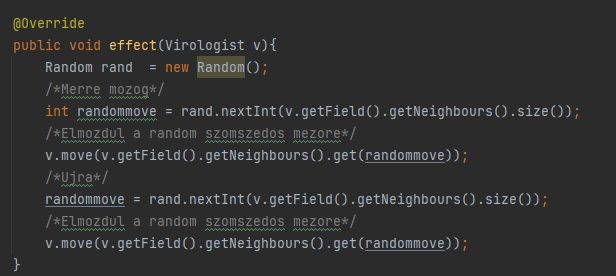 @Override
public void effect(Virologist v){
Random rand  = new Random();
/*Merre mozog*/
int randommove = rand.nextInt(v.getField().getNeighbours().size());
/*Elmozdul a random szomszedos mezore*/
v.move(v.getField().getNeighbours().get(randommove));
/*Ujra*/
randommove = rand.nextInt(v.getField().getNeighbours().size());
/*Elmozdul a random szomszedos mezore*/
v.move(v.getField().getNeighbours().get(randommove));
}